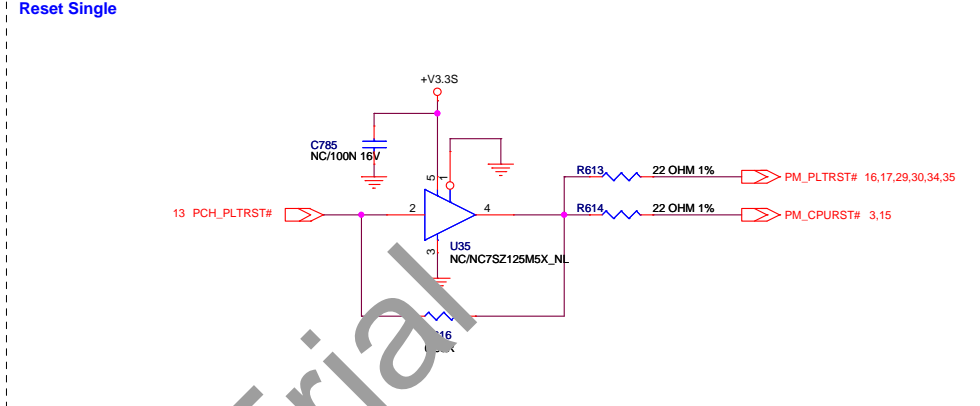 Reset Single
+V3.3S
C785
NC/100N 16V
5
1
R613
22 OHM 1%
PM_PLTRST# 16,17,29,30,34,35
13 PCH_PLTRST#
2
4
R614
22 OHM 1%
PM_CPURST# 3,15
3
U35
NC/NC7SZ125M5X_NL
Trial